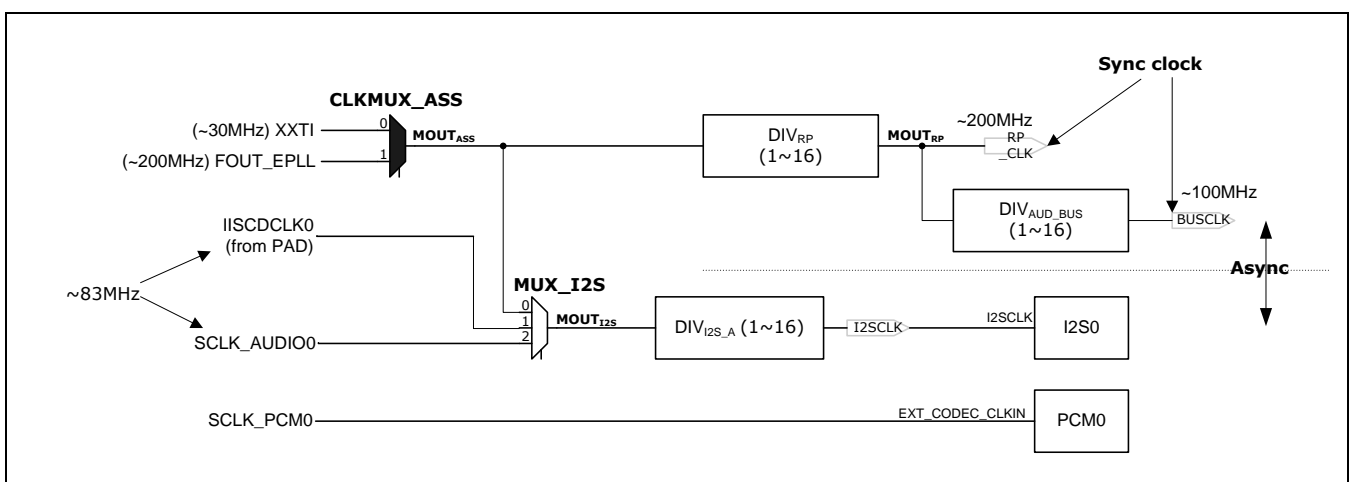 Sync clock
CLKMUX_ASS
(~30MHz) XXTI
0
MOUTASS
(~200MHz) FOUT_EPLL
1
DIVRP
(1~16)
MOUTRP
~200MHz
RP
_CLK
~100MHz
DIVAUD_BUS
(1~16)
BUSCLK
IISCDCLK0
(from PAD)
Async
~83MHz
MUX_I2S
0
1
2
MOUTI2S
SCLK_AUDIO0
DIVI2S_A (1~16)
I2SCLK
I2SCLK
I2S0
SCLK_PCM0
EXT_CODEC_CLKIN
PCM0